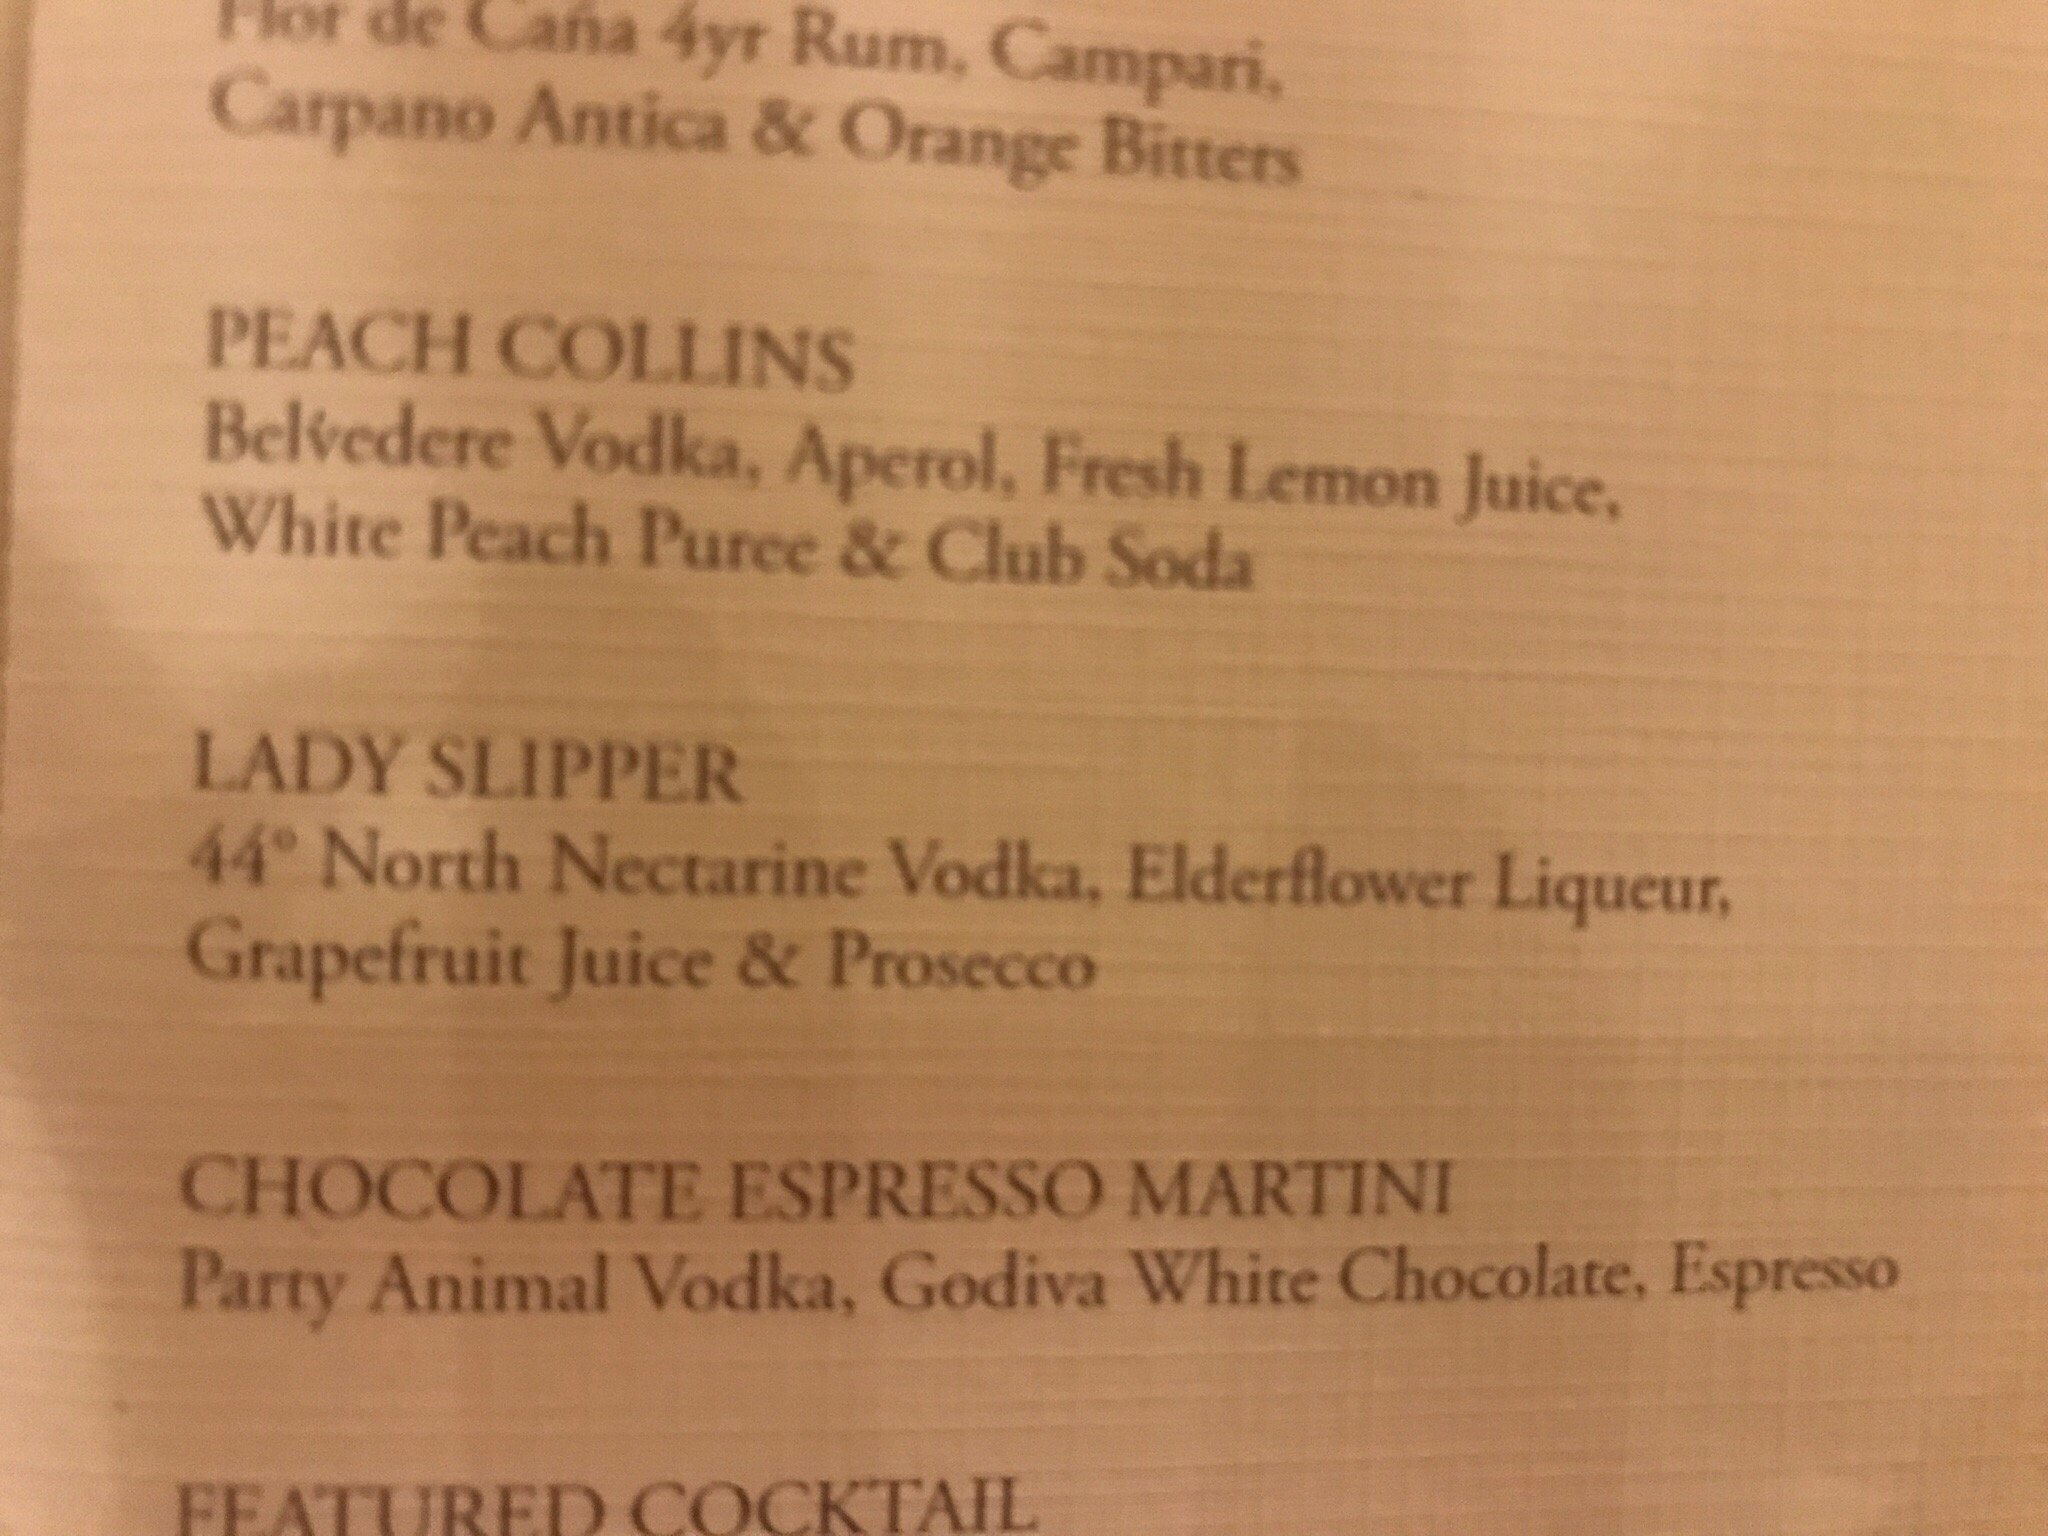 Flor de Caña 4yr Rum, Campari,
Carpano Antica & Orange Bitters
PEACH COLLINS
Belvedere Vodka, Aperol, Fresh Lemon Juice,
White Peach Puree & Club Soda
LADY SLIPPER
44° North Nectarine Vodka, Elderflower Liqueur,
Grapefruit Juice & Prosecco
CHOCOLATE ESPRESSO MARTINI
Party Animal Vodka, Godiva White Chocolate, Espresso
FEATURED COCKTAIL